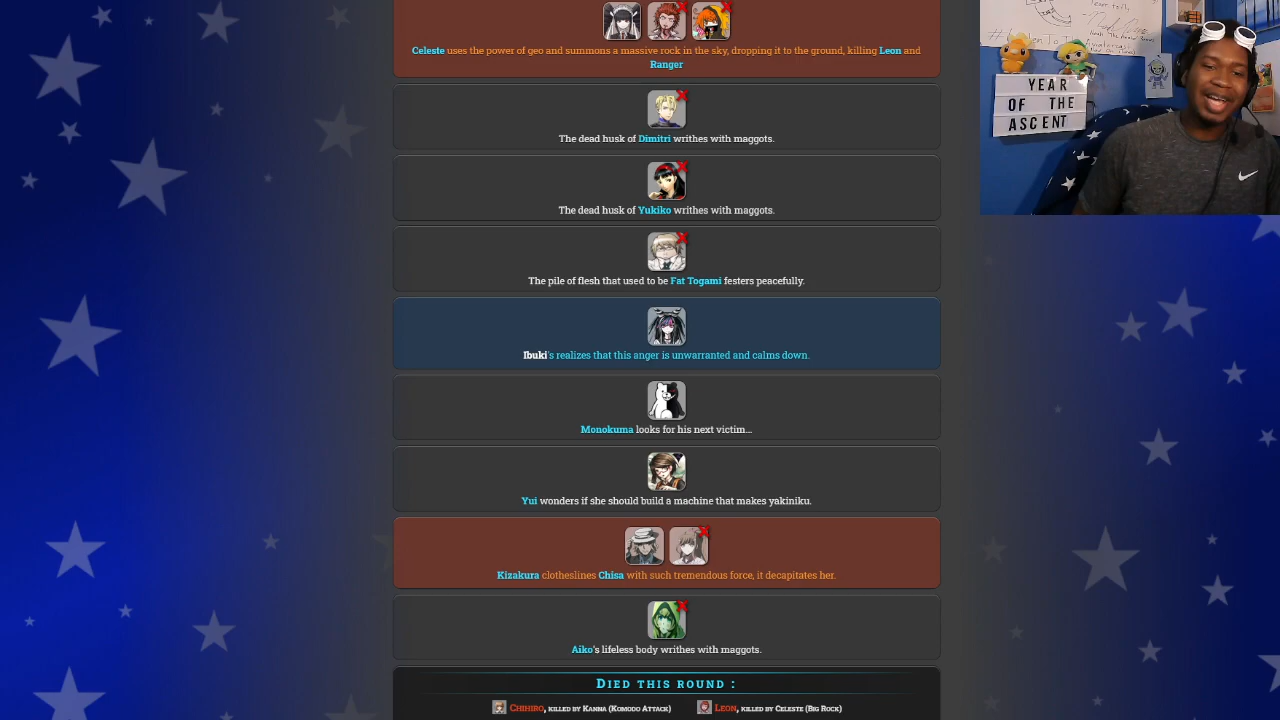 Celeste uses the power of geo and summons a massive rock in the sky, dropping it to the ground, killing Leon and
Ranger
The dead husk of Dimitri writhes with maggots.
The dead husk of Yukiko writhes with maggots.
The pile of flesh that used to be Fat Togami festers peacefully.
Ibuki's realizes that this anger is unwarranted and calms down.
Monokuma looks for his next victim...
Yui wonders if she should build a machine that makes yakiniku.
Kizakura clotheslines Chisa with such tremendous force, it decapitates her.
Aiko's lifeless body writhes with maggots.
Died this round :
Chihiro, killed by Kanna (Komodo Attack)
Leon, killed by Celeste (Big Rock)
YEAR
OF THE
ASCENT